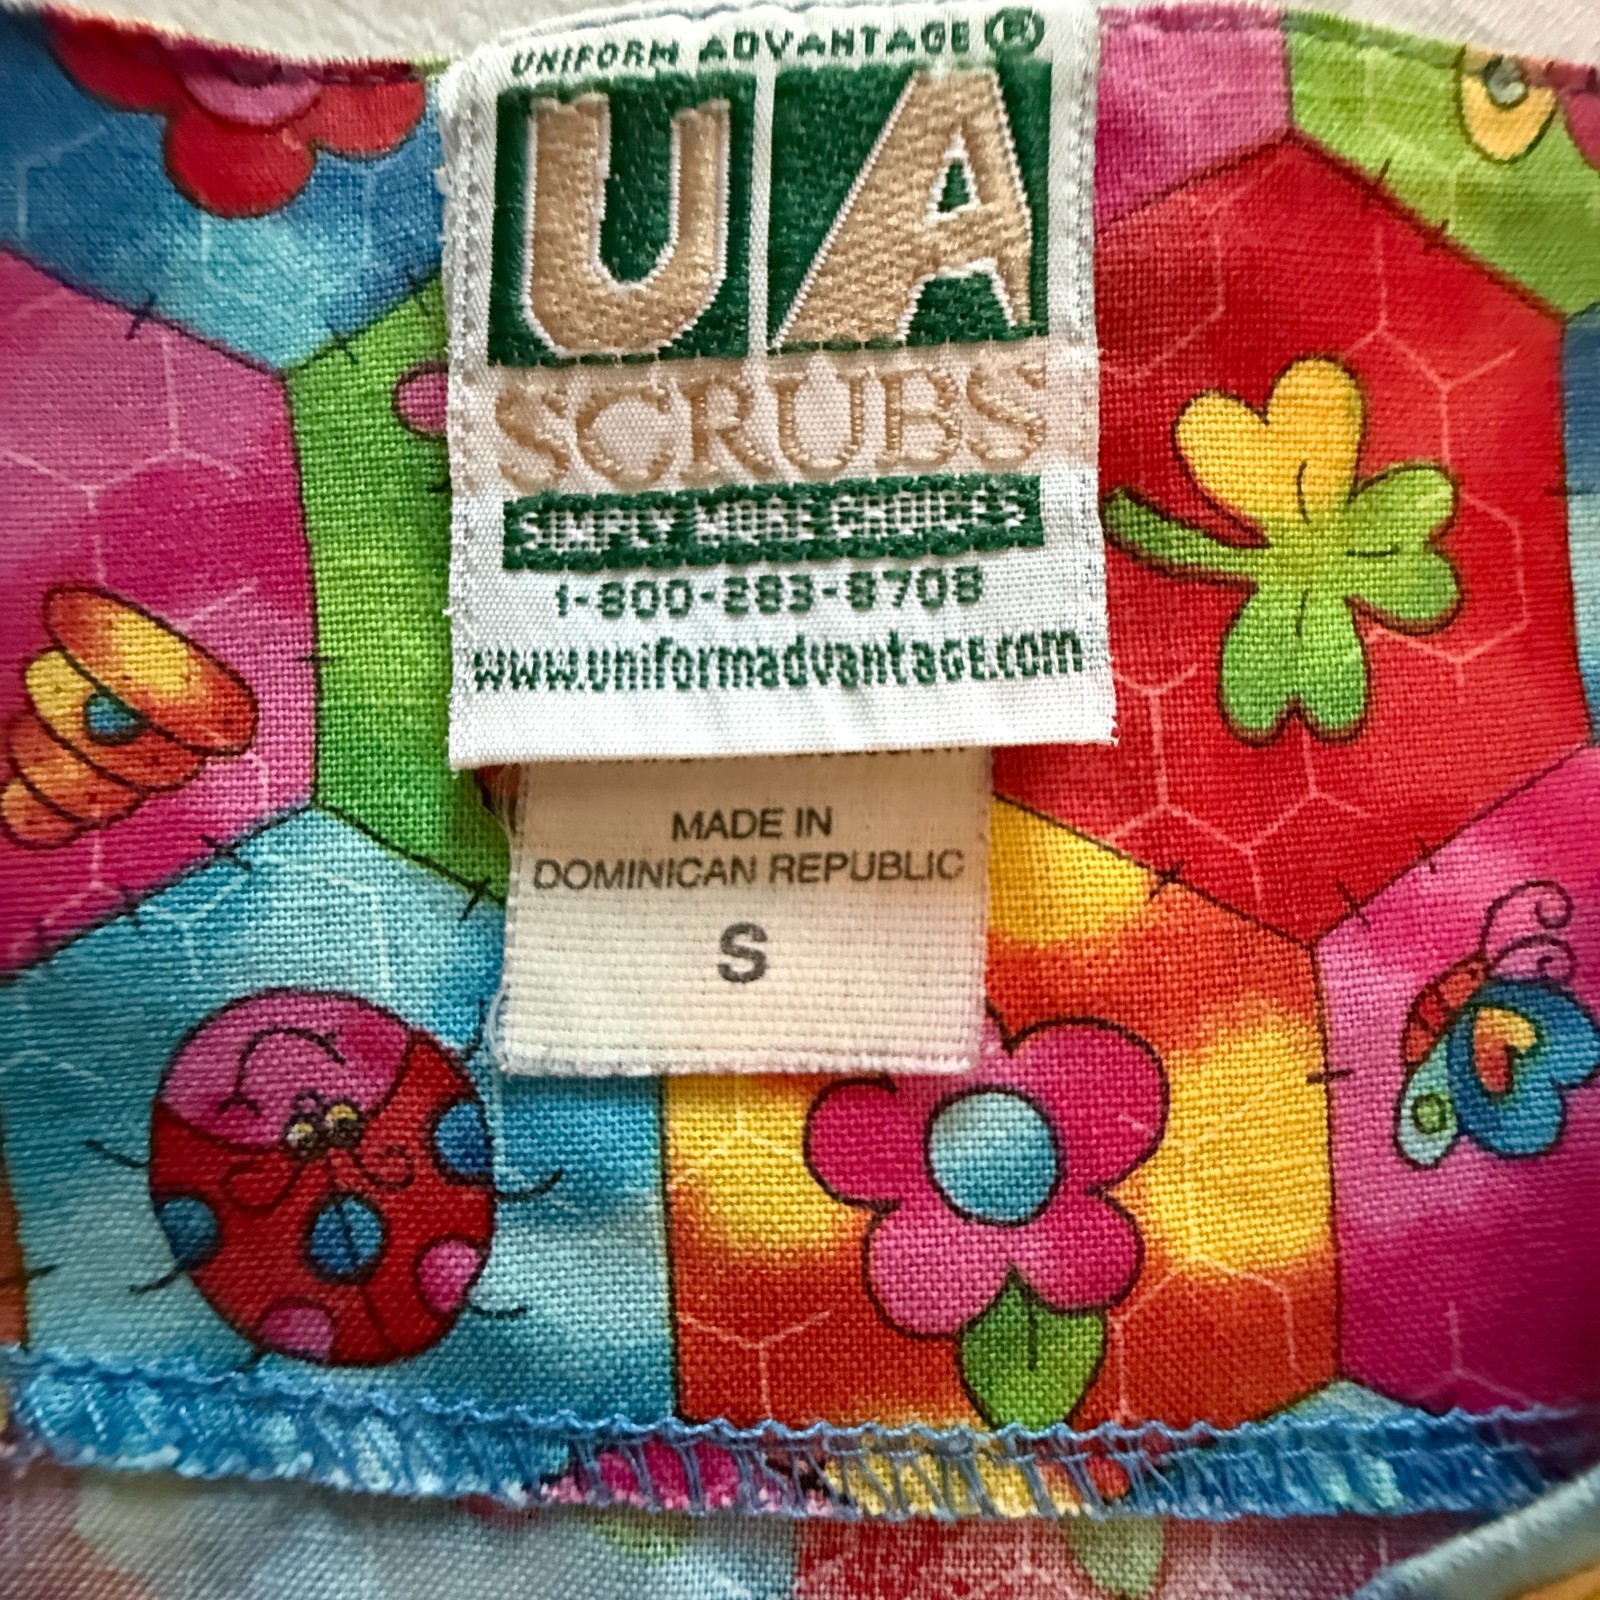 UNIFORM ADVANTAGE ®
UA
SCRUBS
SIMPLY MORE CHOICES
1-800-283-8708
www.uniformadvantage.com
MADE IN
DOMINICAN REPUBLIC
S